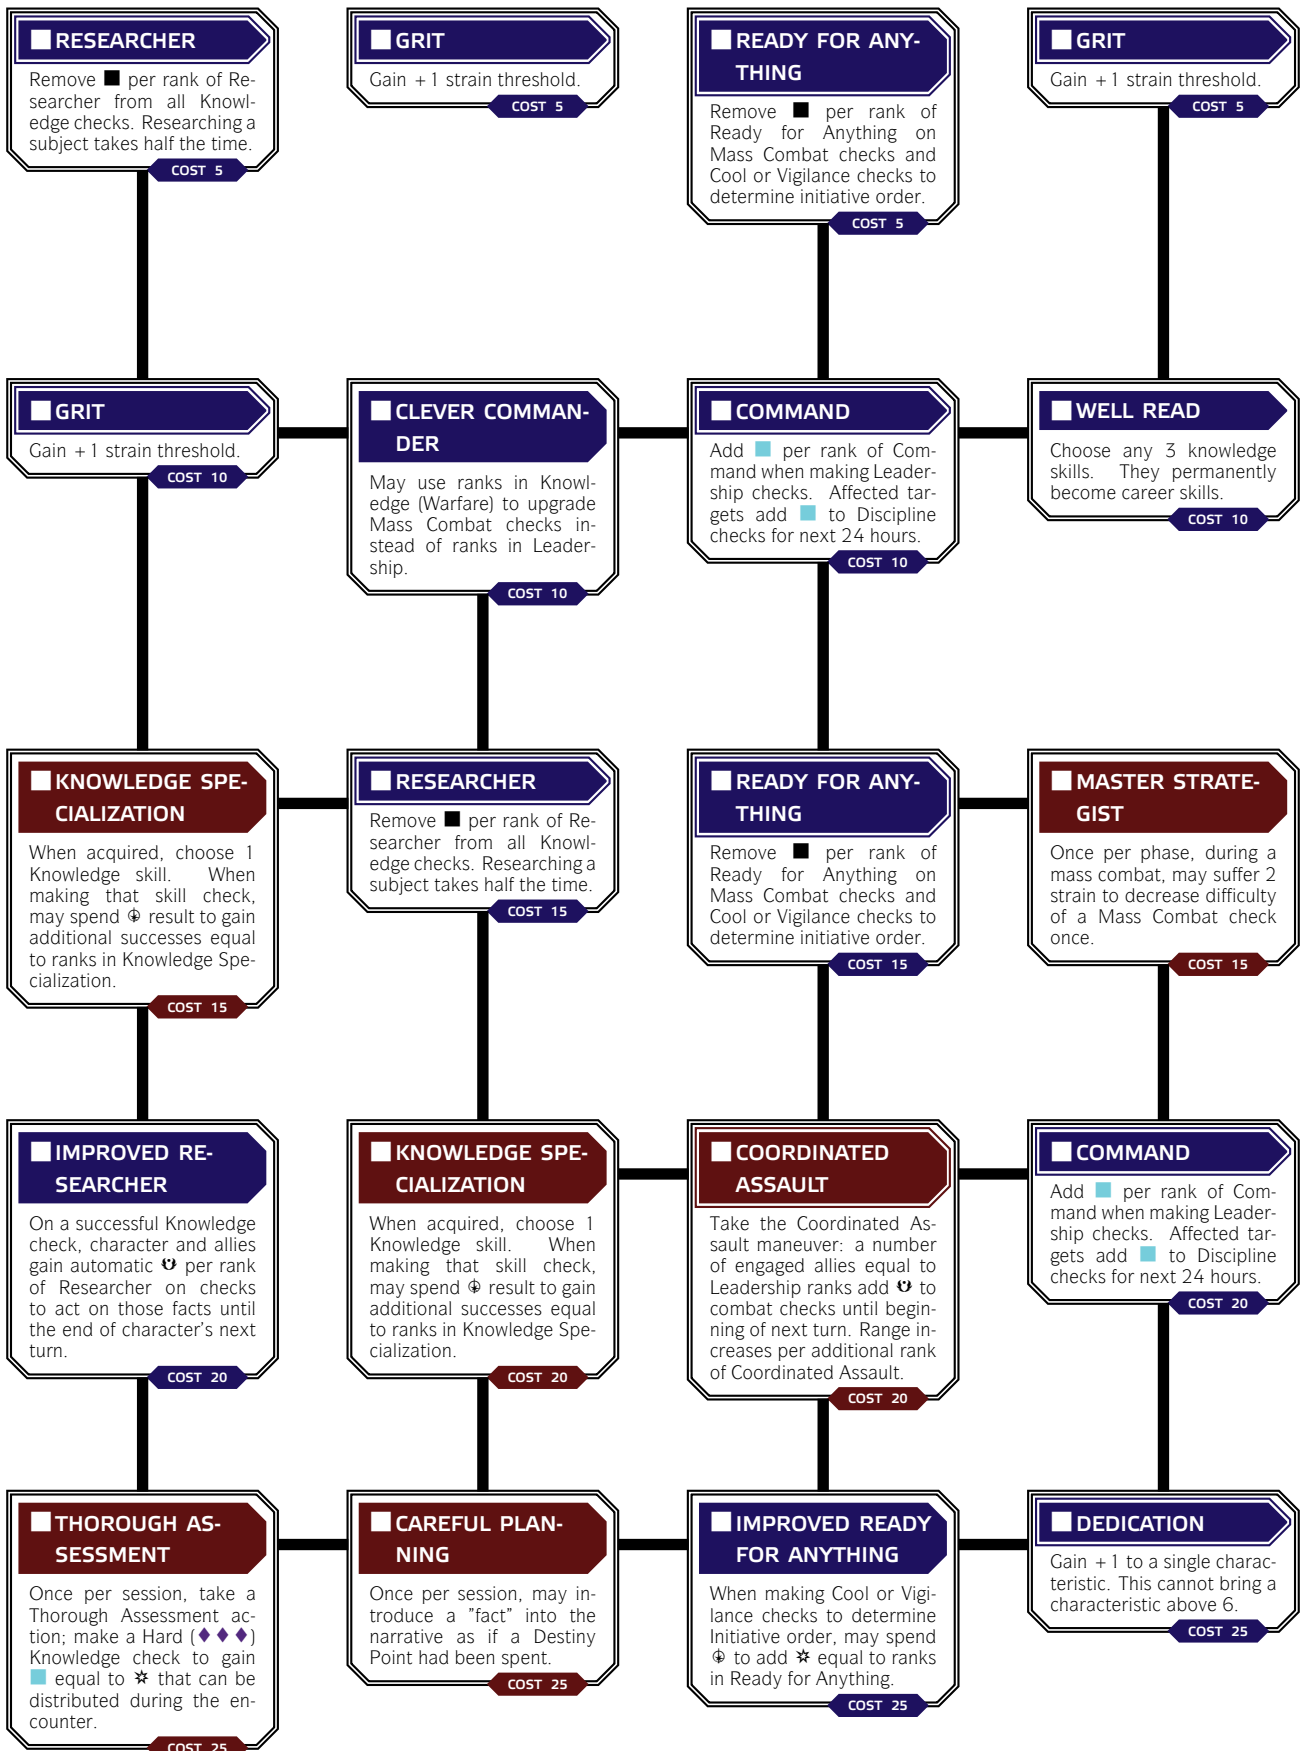 RESEARCHER
Remove ■ per rank of Re-
searcher from all Knowl-
edge checks. Researching a
subject takes half the time.
COST 5
GRIT
Gain +1 strain threshold.
COST 5
READY FOR ANY-
THING
Remove ■ per rank of
Ready for Anything on
Mass Combat checks and
Cool or Vigilance checks to
determine initiative order.
COST 5
GRIT
Gain +1 strain threshold.
COST 5
GRIT
Gain +1 strain threshold.
COST 10
CLEVER COMMAN-
DER
May use ranks in Knowl-
edge (Warfare) to upgrade
Mass Combat checks in-
stead of ranks in Leader-
ship.
COST 10
COMMAND
Add ■ per rank of Com-
mand when making Leader-
ship checks. Affected tar-
gets add ■ to Discipline
checks for next 24 hours.
COST 10
WELL READ
Choose any 3 knowledge
skills. They permanently
become career skills.
COST 10
KNOWLEDGE SPE-
CIALIZATION
When acquired, choose 1
Knowledge skill. When
making that skill check,
may spend result to gain
additional successes equal
to ranks in Knowledge Spe-
cialization.
COST 15
RESEARCHER
Remove ■ per rank of Re-
searcher from all Knowl-
edge checks. Researching a
subject takes half the time.
COST 15
READY FOR ANY-
THING
Remove ■ per rank of
Ready for Anything on
Mass Combat checks and
Cool or Vigilance checks to
determine initiative order.
COST 15
MASTER STRATE-
GIST
Once per phase, during a
mass combat, may suffer 2
strain to decrease difficulty
of a Mass Combat check
once.
COST 15
IMPROVED RE-
SEARCHER
On a successful Knowledge
check, character and allies
gain automatic per rank
of Researcher on checks
to act on those facts until
the end of character's next
turn.
COST 20
KNOWLEDGE SPE-
CIALIZATION
When acquired, choose 1
Knowledge skill. When
making that skill check,
may spend result to gain
additional successes equal
to ranks in Knowledge Spe-
cialization.
COST 20
COORDINATED
ASSAULT
Take the Coordinated As-
sault maneuver: a number
of engaged allies equal to
Leadership ranks add to
combat checks until begin-
ning of next turn. Range in-
creases per additional rank
of Coordinated Assault.
COST 20
COMMAND
Add ■ per rank of Com-
mand when making Leader-
ship checks. Affected tar-
gets add ■ to Discipline
checks for next 24 hours.
COST 20
THOROUGH AS-
SESSMENT
Once per session, take a
Thorough Assessment ac-
tion; make a Hard (♦♦♦)
Knowledge check to gain
■ equal to that can be
distributed during the en-
counter.
COST 25
CAREFUL PLAN-
NING
Once per session, may in-
troduce a "fact" into the
narrative as if a Destiny
Point had been spent.
COST 25
IMPROVED READY
FOR ANYTHING
When making Cool or Vigi-
lance checks to determine
Initiative order, may spend
to add equal to ranks
in Ready for Anything.
COST 25
DEDICATION
Gain +1 to a single charac-
teristic. This cannot bring a
characteristic above 6.
COST 25